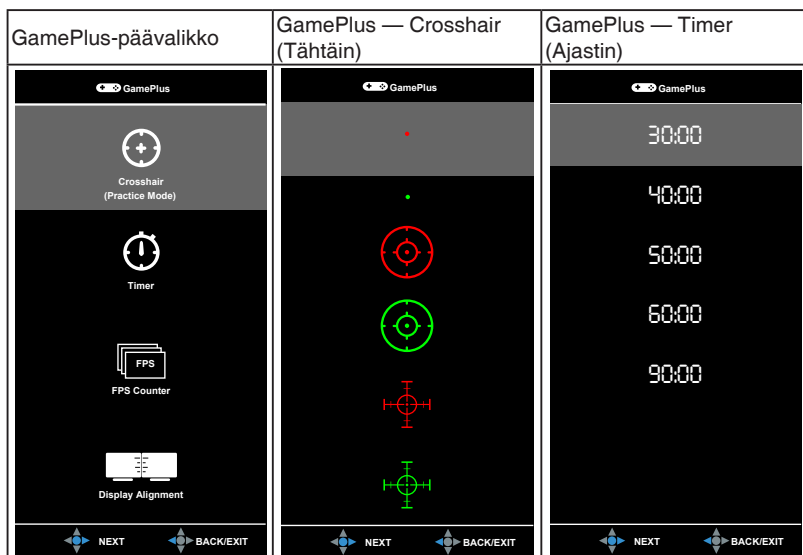 GamePlus-päävalikko
GamePlus — Crosshair
(Tähtäin)
GamePlus — Timer
(Ajastin)
GamePlus
Crosshair
(Practice Mode)
Timer
FPS
FPS Counter
Display Alignment
NEXT BACK/EXIT
GamePlus
NEXT BACK/EXIT
GamePlus
30:00
40:00
50:00
60:00
90:00
NEXT BACK/EXIT